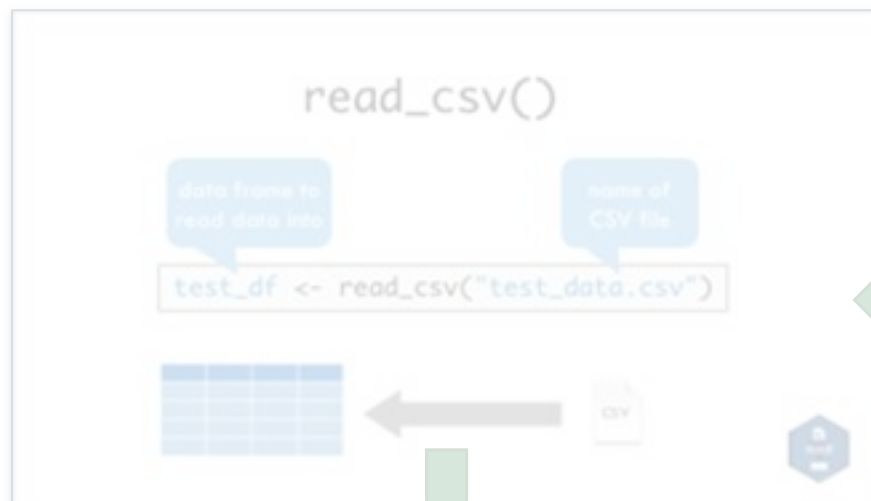 read_csv()
data frame to
read data into
name of
CSV file
test_df <- read_csv("test_data.csv")
CSV